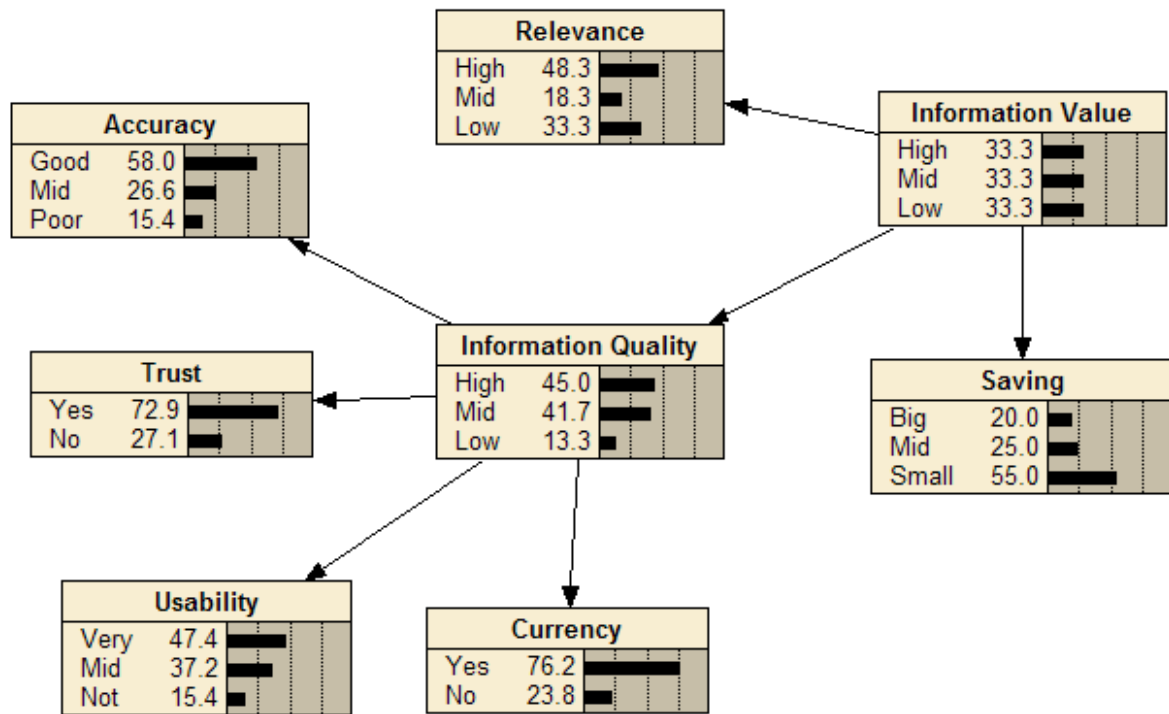 Relevance
High 48.3
Mid 18.3
Low 33.3
Information Value
High 33.3
Mid 33.3
Low 33.3
Accuracy
Good 58.0
Mid 26.6
Poor 15.4
Information Quality
High 45.0
Mid 41.7
Low 13.3
Trust
Yes 72.9
No 27.1
Saving
Big 20.0
Mid 25.0
Small 55.0
Usability
Very 47.4
Mid 37.2
Not 15.4
Currency
Yes 76.2
No 23.8